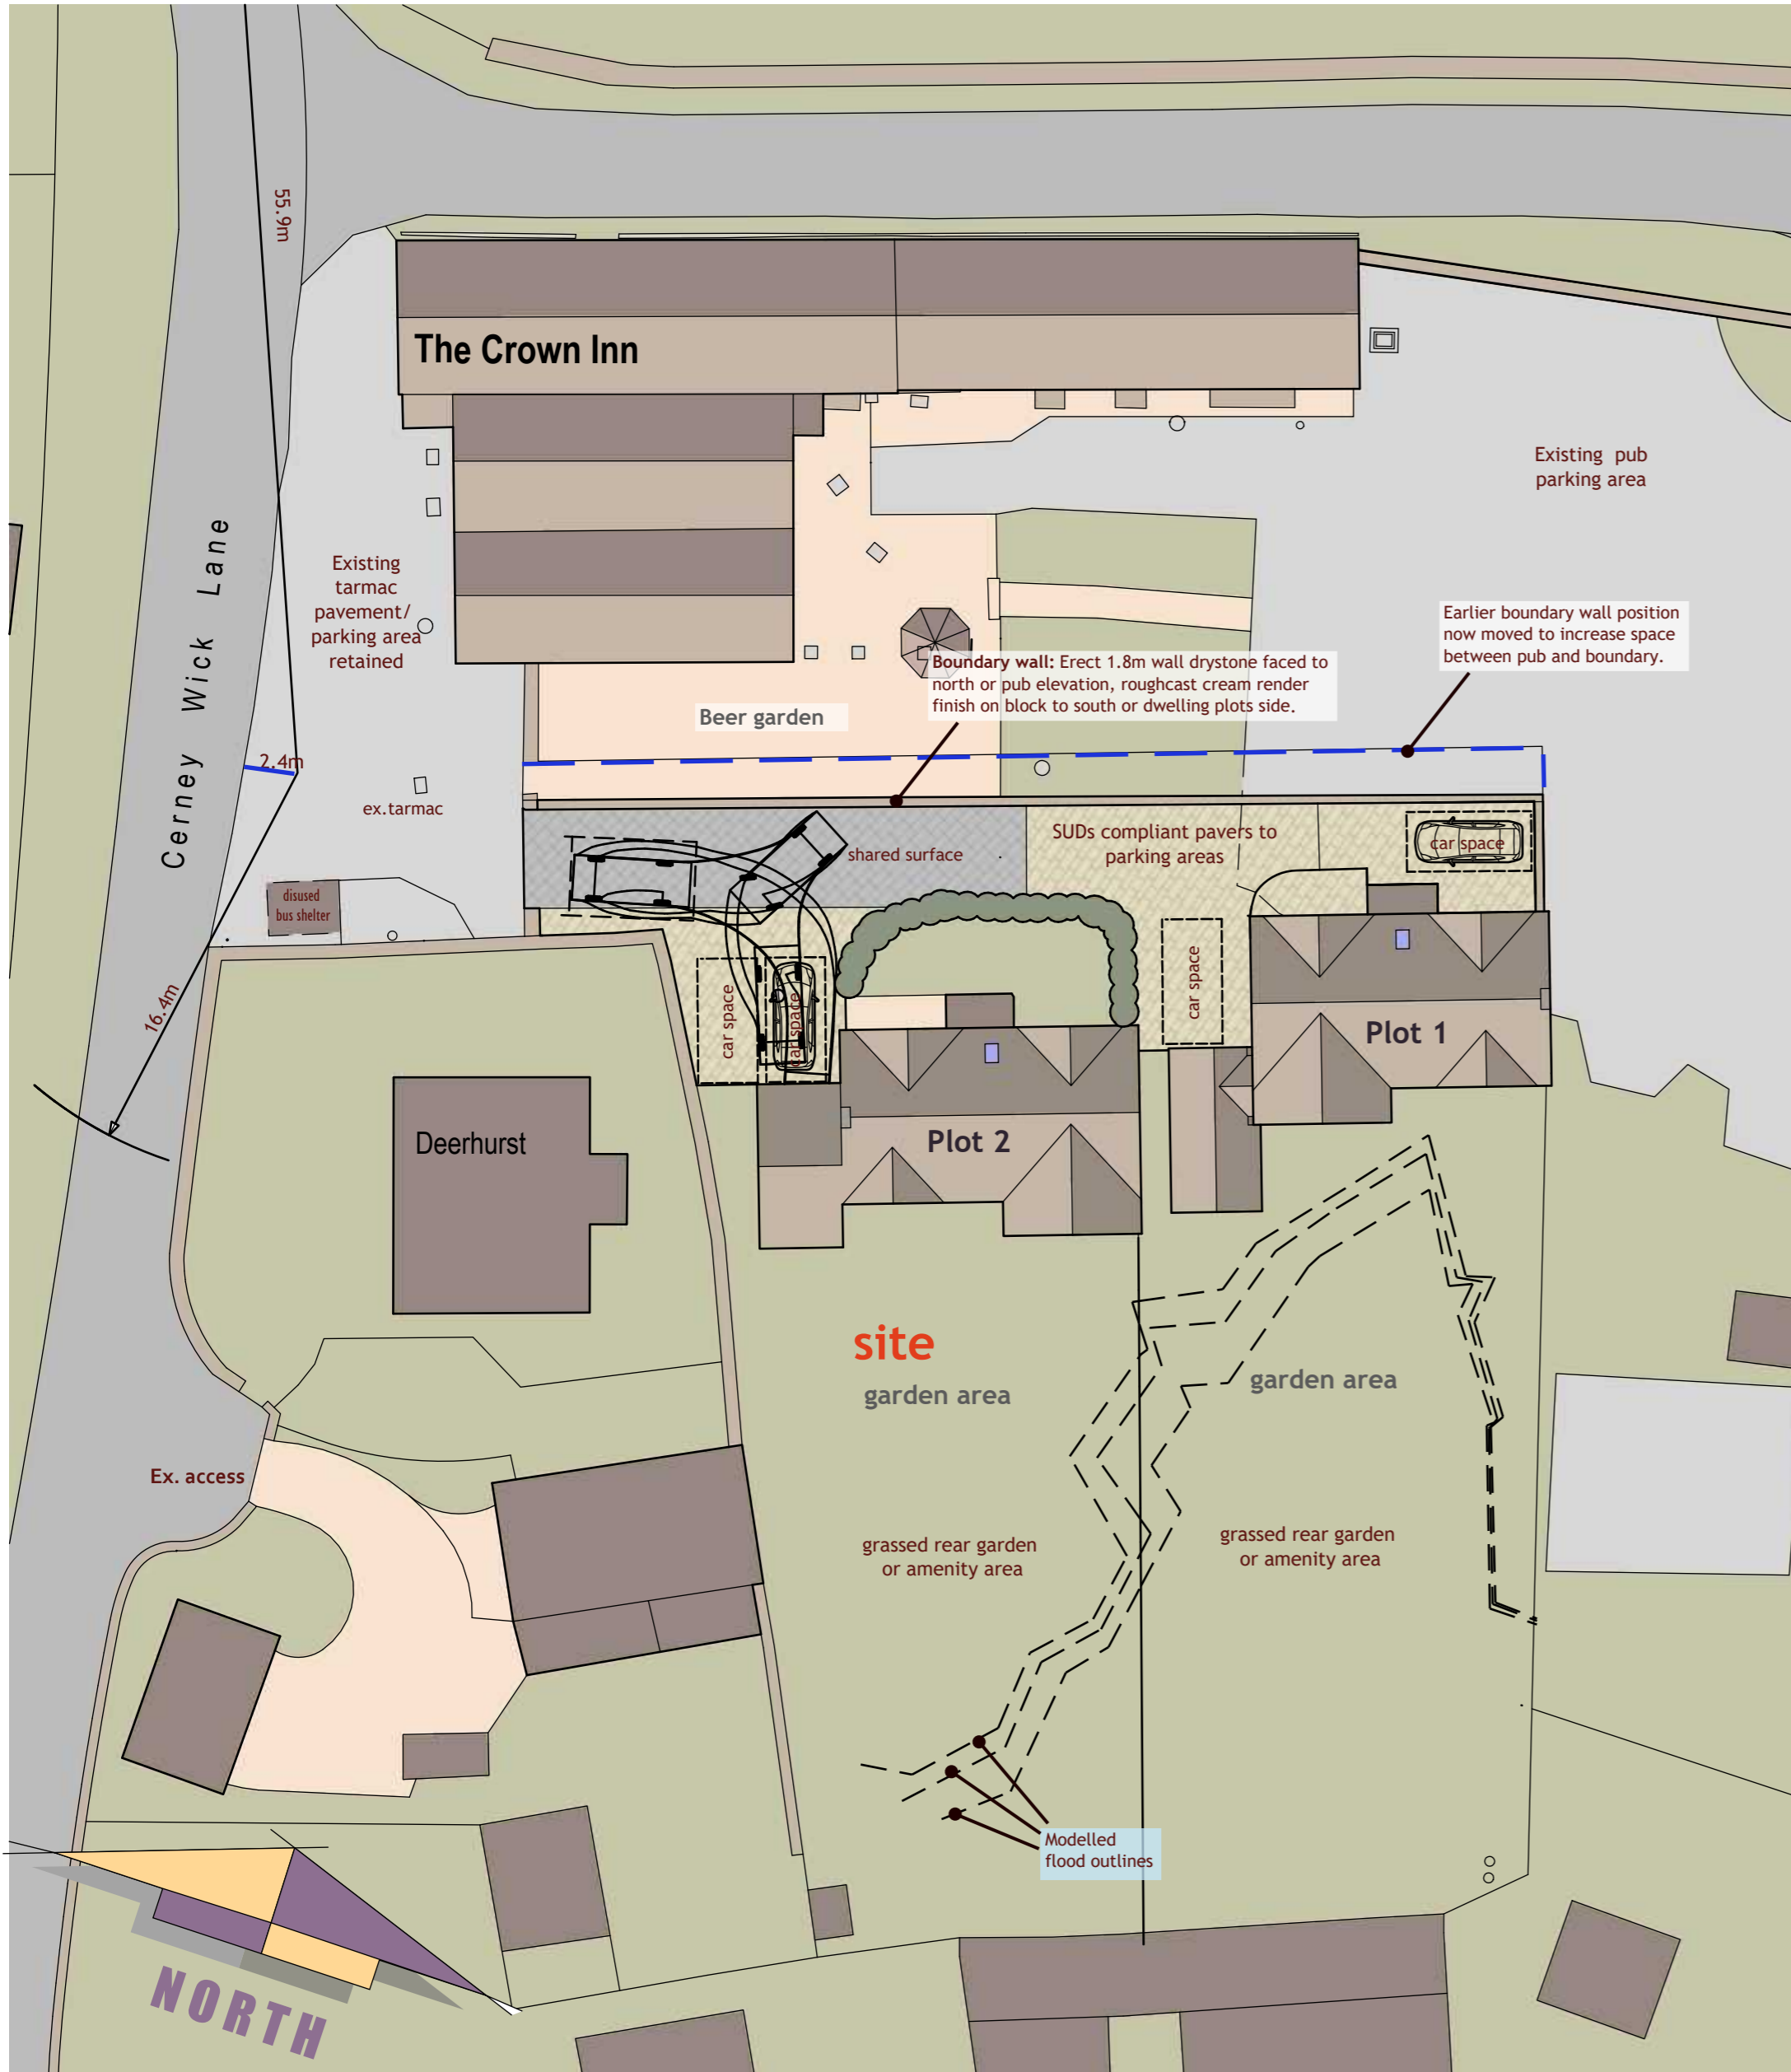 55.9m
The Crown Inn
Existing pub
parking area
Cerney Wick Lane
Existing
tarmac
pavement/
parking area
retained
Earlier boundary wall position
now moved to increase space
between pub and boundary.
Boundary wall: Erect 1.8m wall drystone faced to
north or pub elevation, roughcast cream render
finish on block to south or dwelling plots side.
Beer garden
2.4m
ex.tarmac
shared surface
SUDs compliant pavers to
parking areas
car space
disused
bus shelter
16.4m
car space
car space
car space
Plot 1
Deerhurst
Plot 2
site
garden area
garden area
Ex. access
grassed rear garden
or amenity area
grassed rear garden
or amenity area
Modelled
flood outlines
NORTH